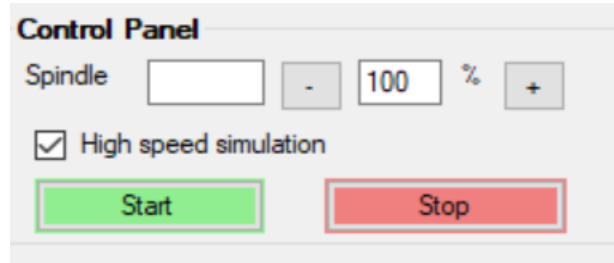 Control Panel
Spindle - 100 % +
High speed simulation
Start Stop